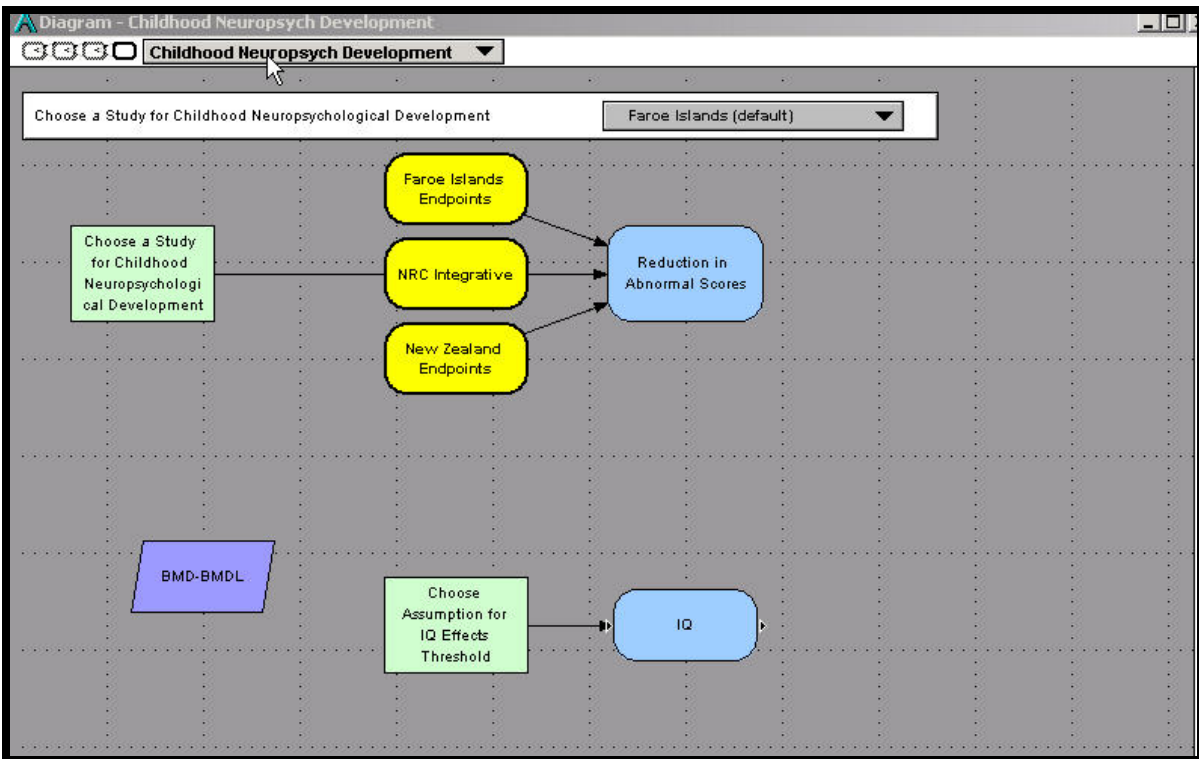 Diagram - Childhood Neuropsych Development
Childhood Neuropsych Development
Choose a Study for Childhood Neuropsychological Development
Faroe Islands (default)
Faroe Islands
Endpoints
Choose a Study
for Childhood
Neuropsychologi
cal Development
NRC Integrative
Reduction in
Abnormal Scores
New Zealand
Endpoints
BMD-BMDL
Choose
Assumption for
IQ Effects
Threshold
IQ